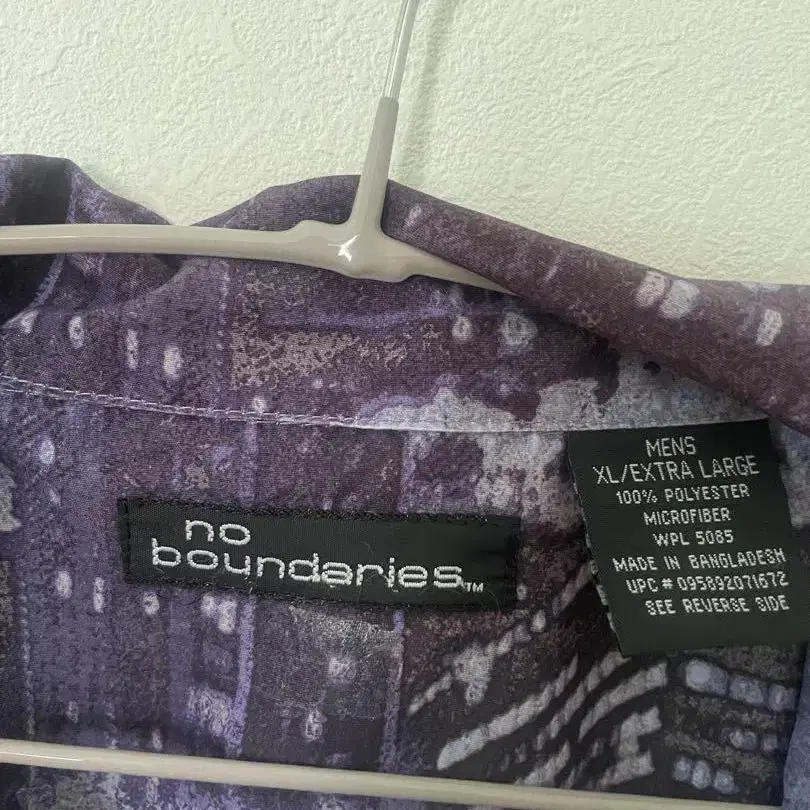 no
boundaries™
MENS
XL/EXTRA LARGE
100% POLYESTER
MICROFIBER
WPL 5085
MADE IN BANGLADESH
UPC # 095892071672
SEE REVERSE SIDE